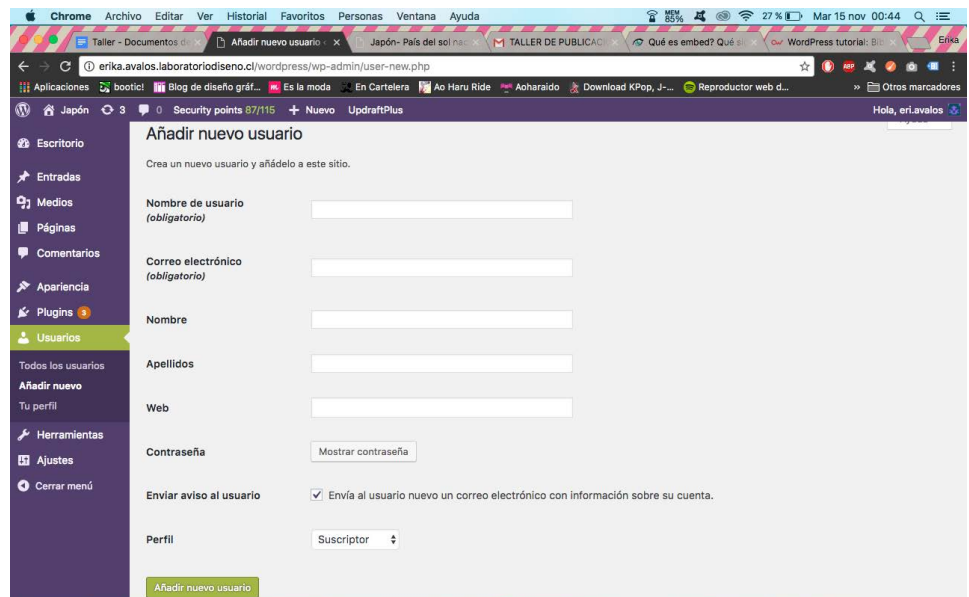 Chrome Archivo Editar Ver Historial Favoritos Personas Ventana Ayuda MEM 85% 27 % Mar 15 nov 00:44
Taller - Documentos de Añadir nuevo usuario Japón- País del sol nac TALLER DE PUBLICAC Qué es embed? Qué si WordPress tutorial: Erika
erika.avalos.laboratoriodiseno.cl/wordpress/wp-admin/user-new.php ABP
Aplicaciones bootic! Blog de diseño gráf... Es la moda En Cartelera Ao Haru Ride Aoharaido Download KPop, J-... Reproductor web d... » Otros marcadores
Japón 3 0 Security points 87/115 + Nuevo UpdraftPlus Hola, eri.avalos
Añadir nuevo usuario
Crea un nuevo usuario y añádelo a este sitio.
Escritorio
Entradas
Medios
Páginas
Comentarios
Apariencia
Plugins 3
Usuarios
Todos los usuarios
Añadir nuevo
Tu perfil
Herramientas
Ajustes
Cerrar menú
Nombre de usuario
(obligatorio)
Correo electrónico
(obligatorio)
Nombre
Apellidos
Web
Contraseña Mostrar contraseña
Enviar aviso al usuario Envía al usuario nuevo un correo electrónico con información sobre su cuenta.
Perfil Suscriptor
Añadir nuevo usuario